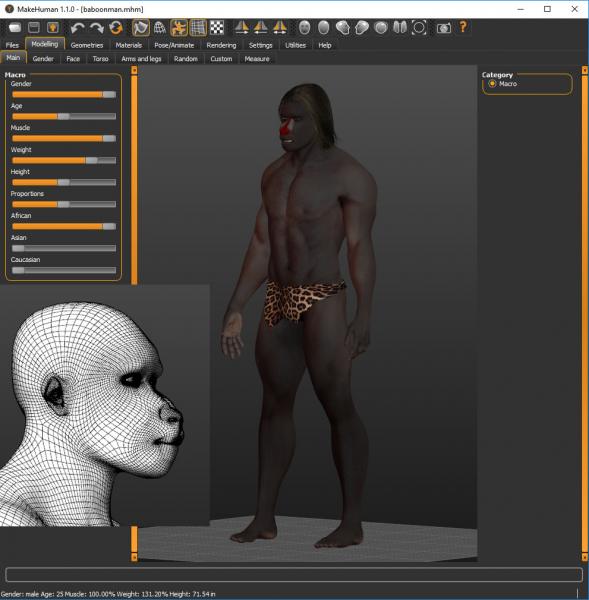 MakeHuman 1.1.0 - [baboonman.mhm]
Files Modelling Geometries Materials Pose/Animate Rendering Settings Utilities Help
Main Gender Face Torso Arms and legs Random Custom Measure
Macro
Gender
Age
Muscle
Weight
Height
Proportions
African
Asian
Caucasian
Category
Macro
Gender: male Age: 25 Muscle: 100.00% Weight: 131.20% Height: 71.54 in